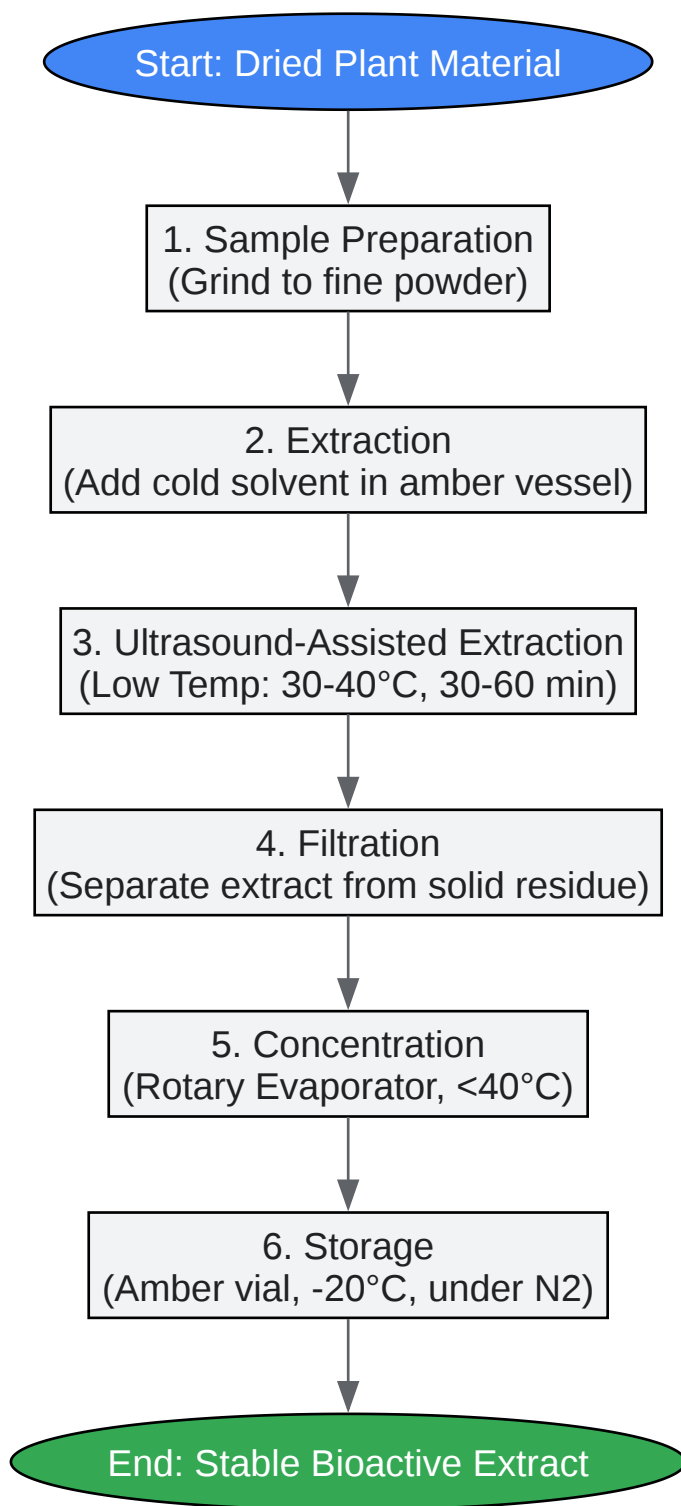 Start: Dried Plant Material
1. Sample Preparation
(Grind to fine powder)
2. Extraction
(Add cold solvent in amber vessel)
3. Ultrasound-Assisted Extraction
(Low Temp: 30-40°C, 30-60 min)
4. Filtration
(Separate extract from solid residue)
5. Concentration
(Rotary Evaporator, <40°C)
6. Storage
(Amber vial, -20°C, under N2)
End: Stable Bioactive Extract